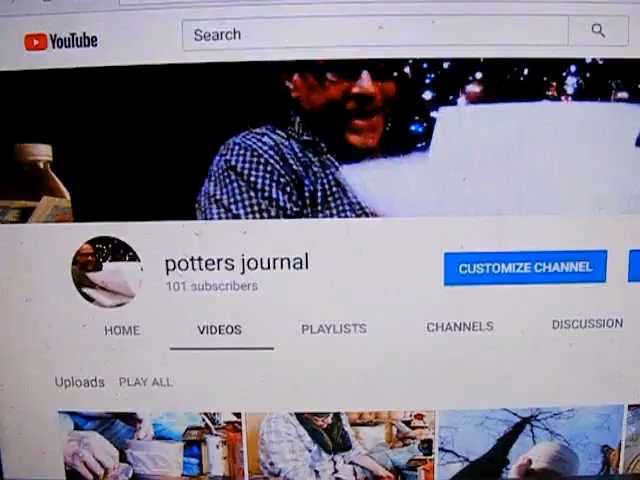 YouTube
Search
potters journal
101 subscribers
CUSTOMIZE CHANNEL
HOME VIDEOS PLAYLISTS CHANNELS DISCUSSION
Uploads PLAY ALL